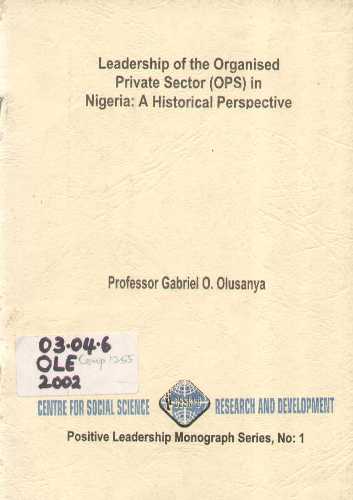 Leadership of the Organised
Private Sector (OPS) in
Nigeria: A Historical Perspective
Professor Gabriel O. Olusanya
03.04.6
OLE Comp 1255
2002
CENTRE FOR SOCIAL SCIENCE RESEARCH AND DEVELOPMENT
Positive Leadership Monograph Series, No: 1